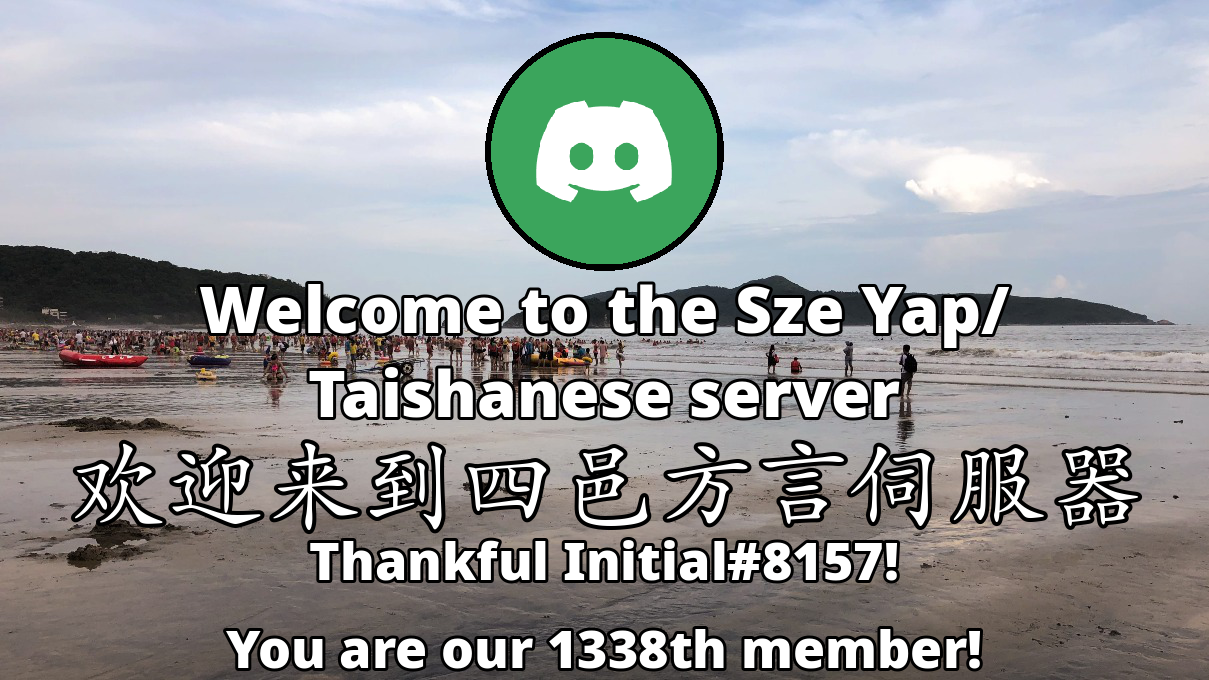 Welcome to the Sze Yap/
Taishanese server
欢迎来到四邑方言伺服器
Thankful Initial#8157!
You are our 1338th member!